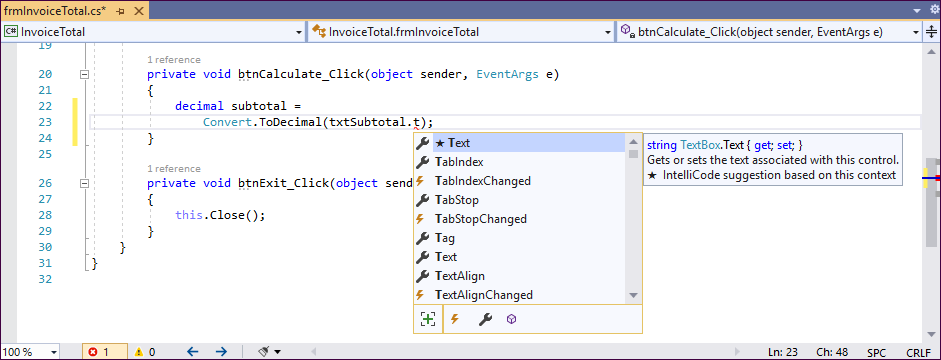 frmInvoiceTotal.cs*
C# InvoiceTotal InvoiceTotal.frmInvoiceTotal btnCalculate_Click(object sender, EventArgs e)
19
1 reference
20 private void btnCalculate_Click(object sender, EventArgs e)
21 {
22 decimal subtotal =
23 Convert.ToDecimal(txtSubtotal.t);
24 }
25
1 reference
26 private void btnExit_Click(object send
27 {
28 this.Close();
29 }
30 }
31 }
32
★ Text
TabIndex
TabIndexChanged
TabStop
TabStopChanged
Tag
Text
TextAlign
TextAlignChanged
string TextBox.Text { get; set; }
Gets or sets the text associated with this control.
★ IntelliCode suggestion based on this context
100 % 1 0 Ln: 23 Ch: 48 SPC CRLF